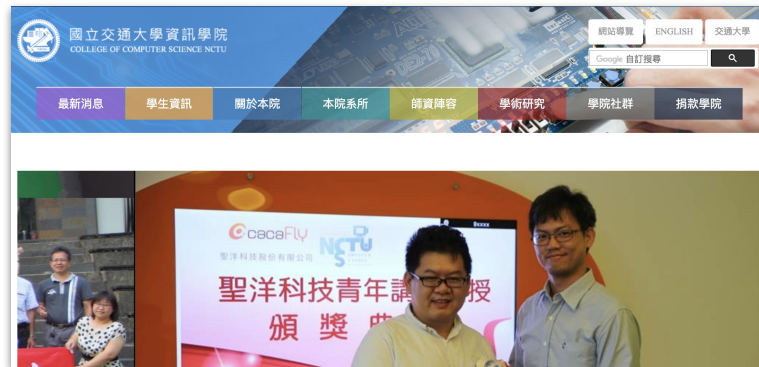 國立交通大學資訊學院
COLLEGE OF COMPUTER SCIENCE NCTU
網站導覽 ENGLISH 交通大學
Google 自訂搜尋
最新消息 學生資訊 關於本院 本院系所 師資陣容 學術研究 學院社群 捐款學院
cacaFly NCTU
聖洋科技股份有限公司
聖洋科技青年講 授
頒獎